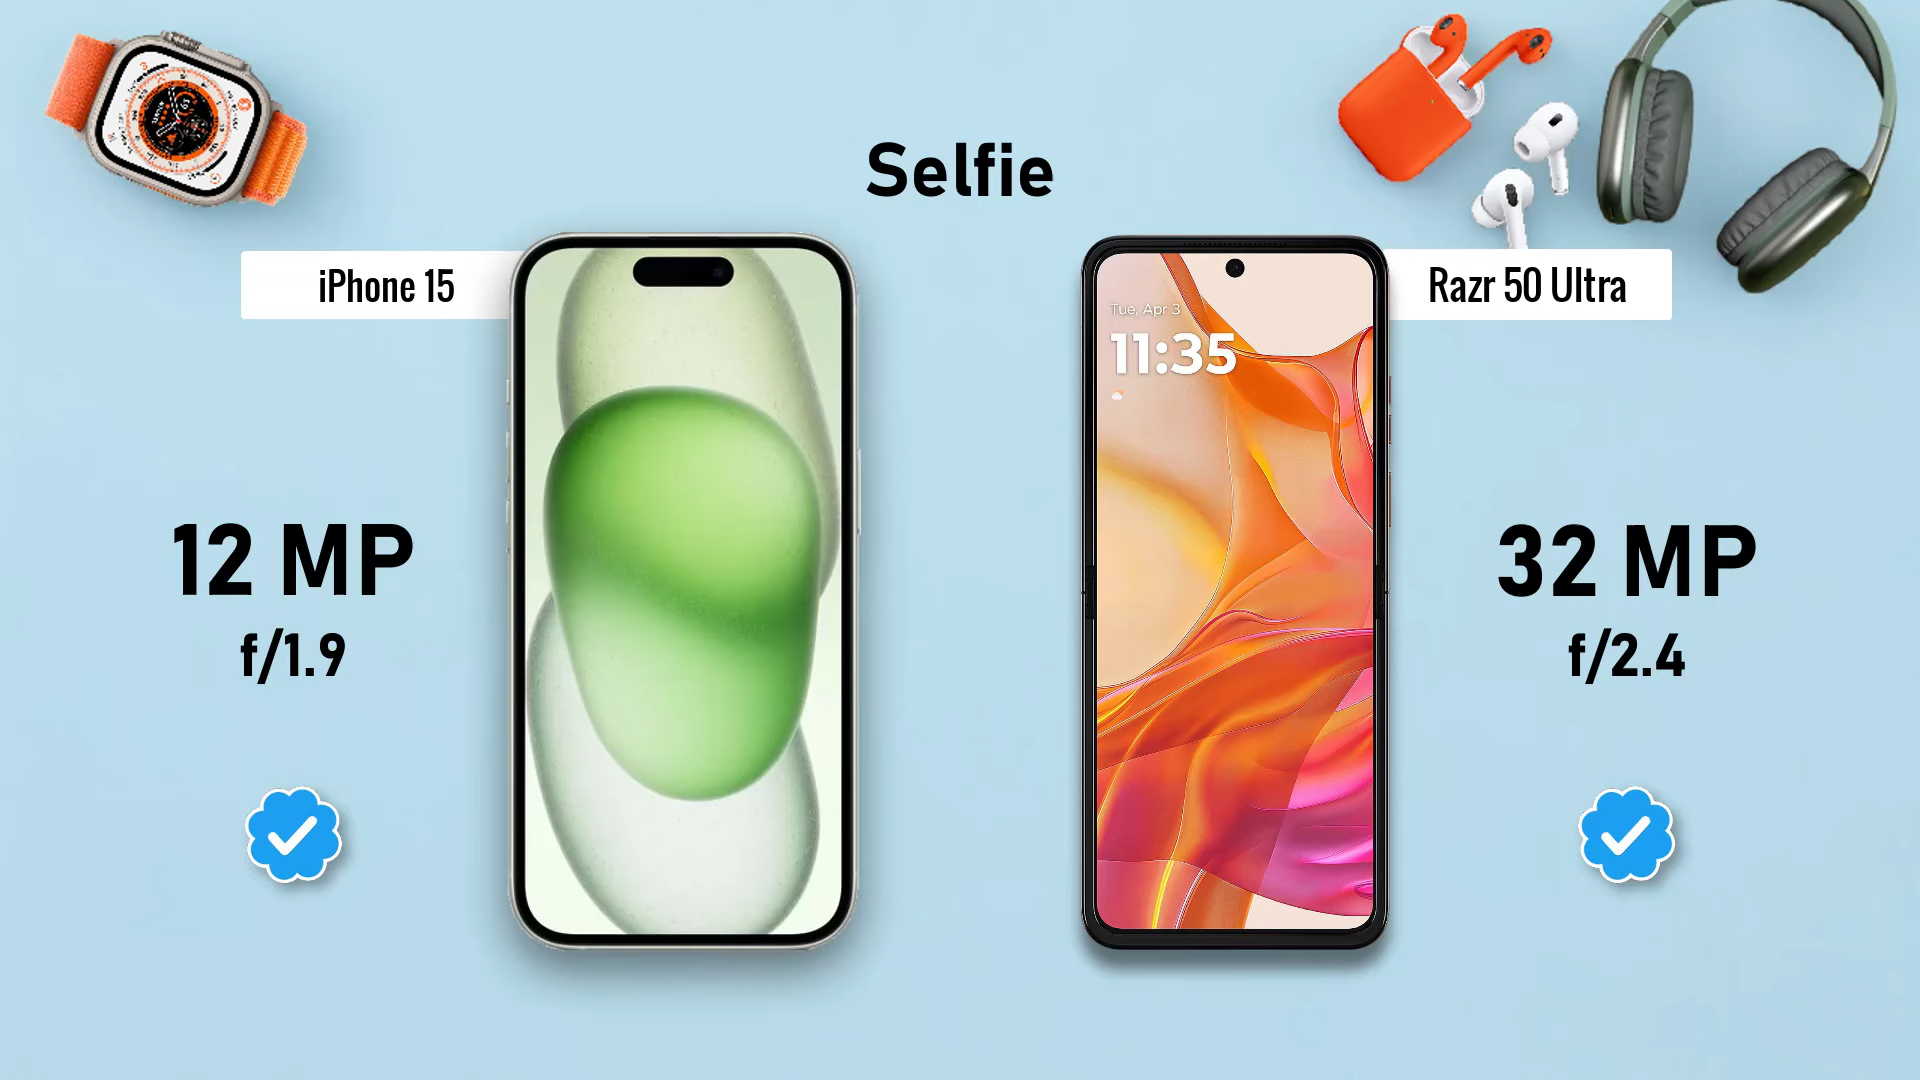 Selfie
iPhone 15
Razr 50 Ultra
Tue, Apr 3
11:35
12 MP
f/1.9
32 MP
f/2.4